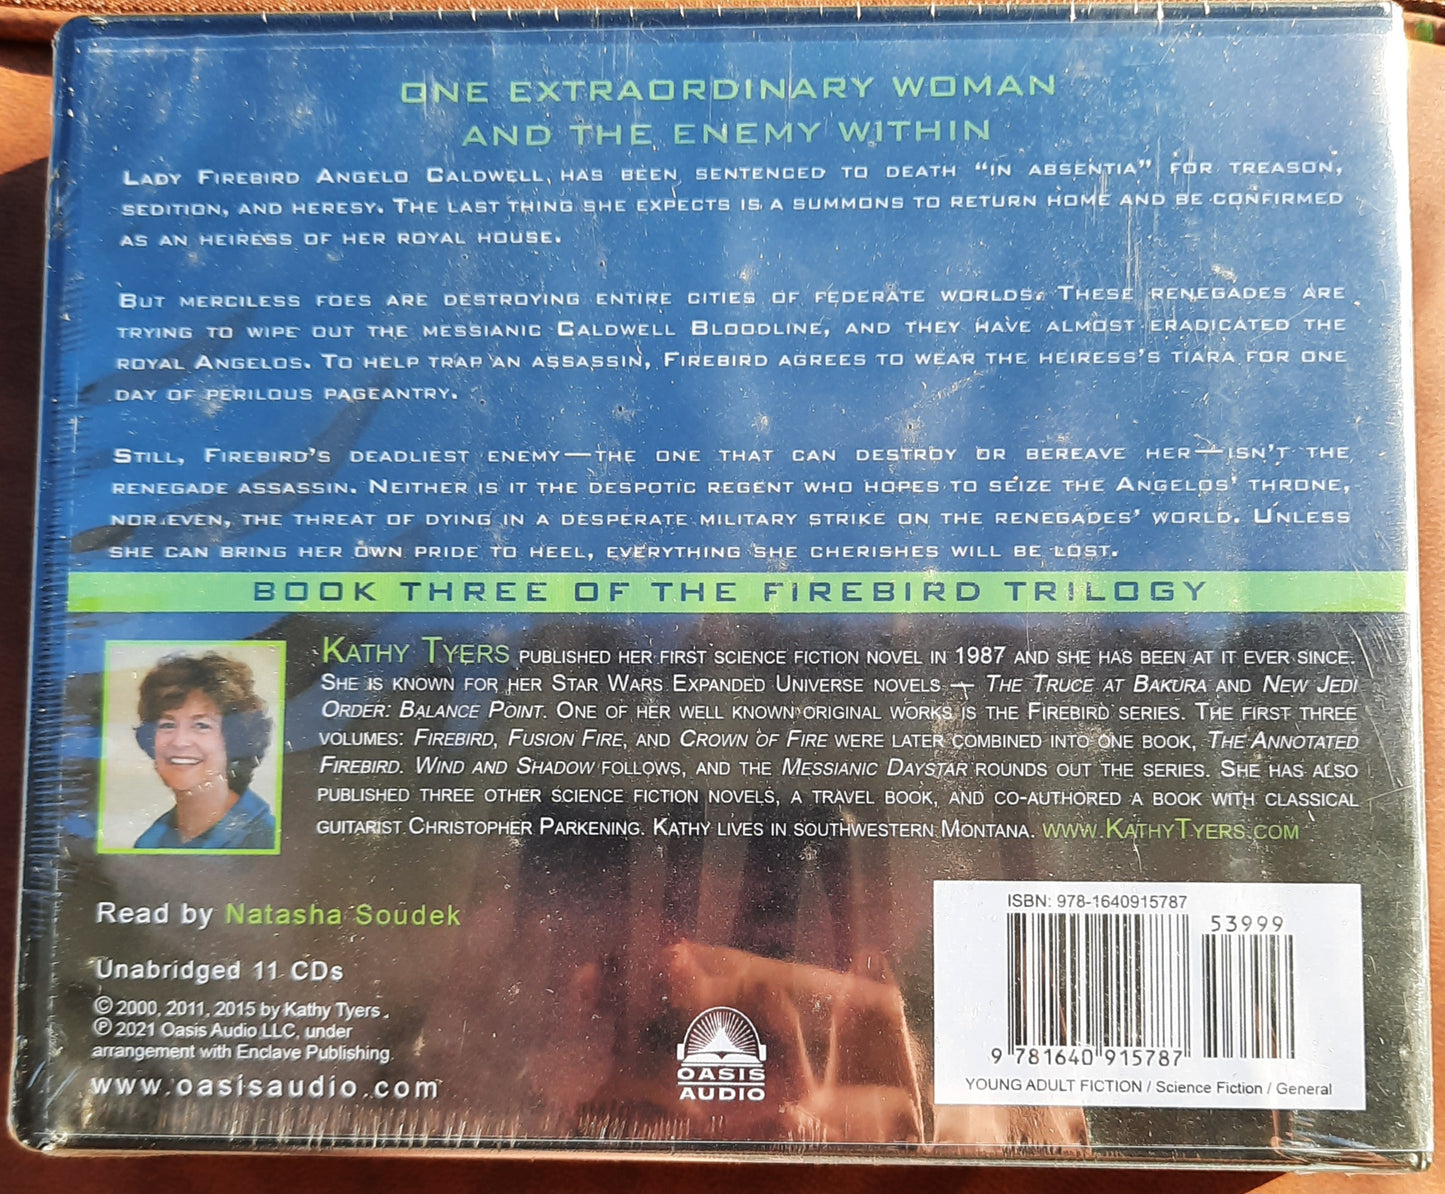 ONE EXTRAORDINARY WOMAN
AND THE ENEMY WITHIN
LADY FIREBIRD ANGELO CALDWELL, HAS BEEN SENTENCED TO DEATH “IN ABSENTIA” FOR TREASON,
SEDITION, AND HERESY. THE LAST THING SHE EXPECTS IS A SUMMONS TO RETURN HOME AND BE CONFIRMED
AS AN HEIRESS OF HER ROYAL HOUSE.
BUT MERCILESS FOES ARE DESTROYING ENTIRE CITIES OF FEDERATE WORLDS. THESE RENEGADES ARE
TRYING TO WIPE OUT THE MESSIANIC CALDWELL BLOODLINE, AND THEY HAVE ALMOST ERADICATED THE
ROYAL ANGELOS. TO HELP TRAP AN ASSASSIN, FIREBIRD AGREES TO WEAR THE HEIRESS'S TIARA FOR ONE
DAY OF PERILOUS PAGEANTRY.
STILL, FIREBIRD'S DEADLIEST ENEMY—THE ONE THAT CAN DESTROY OR BEREAVE HER—ISN'T THE
RENEGADE ASSASSIN. NEITHER IS IT THE DESPOTIC REGENT WHO HOPES TO SEIZE THE ANGELOS' THRONE,
NOR EVEN, THE THREAT OF DYING IN A DESPERATE MILITARY STRIKE ON THE RENEGADES' WORLD. UNLESS
SHE CAN BRING HER OWN PRIDE TO HEEL, EVERYTHING SHE CHERISHES WILL BE LOST.
BOOK THREE OF THE FIREBIRD TRILOGY
KATHY TYERS PUBLISHED HER FIRST SCIENCE FICTION NOVEL IN 1987 AND SHE HAS BEEN AT IT EVER SINCE.
SHE IS KNOWN FOR HER STAR WARS EXPANDED UNIVERSE NOVELS — THE TRUCE AT BAKURA AND NEW JEDI
ORDER: BALANCE POINT. ONE OF HER WELL KNOWN ORIGINAL WORKS IS THE FIREBIRD SERIES. THE FIRST THREE
VOLUMES: FIREBIRD, FUSION FIRE, AND CROWN OF FIRE WERE LATER COMBINED INTO ONE BOOK, THE ANNOTATED
FIREBIRD. WIND AND SHADOW FOLLOWS, AND THE MESSIANIC DAYSTAR ROUNDS OUT THE SERIES. SHE HAS ALSO
PUBLISHED THREE OTHER SCIENCE FICTION NOVELS, A TRAVEL BOOK, AND CO-AUTHORED A BOOK WITH CLASSICAL
GUITARIST CHRISTOPHER PARKENING. KATHY LIVES IN SOUTHWESTERN MONTANA. WWW.KATHYTYERS.COM
Read by Natasha Soudek
Unabridged 11 CDs
© 2000, 2011, 2015 by Kathy Tyers
℗ 2021 Oasis Audio LLC, under
arrangement with Enclave Publishing
www.oasisaudio.com
OASIS
AUDIO
ISBN: 978-1640915787
53999
9 781640 915787
YOUNG ADULT FICTION / Science Fiction / General